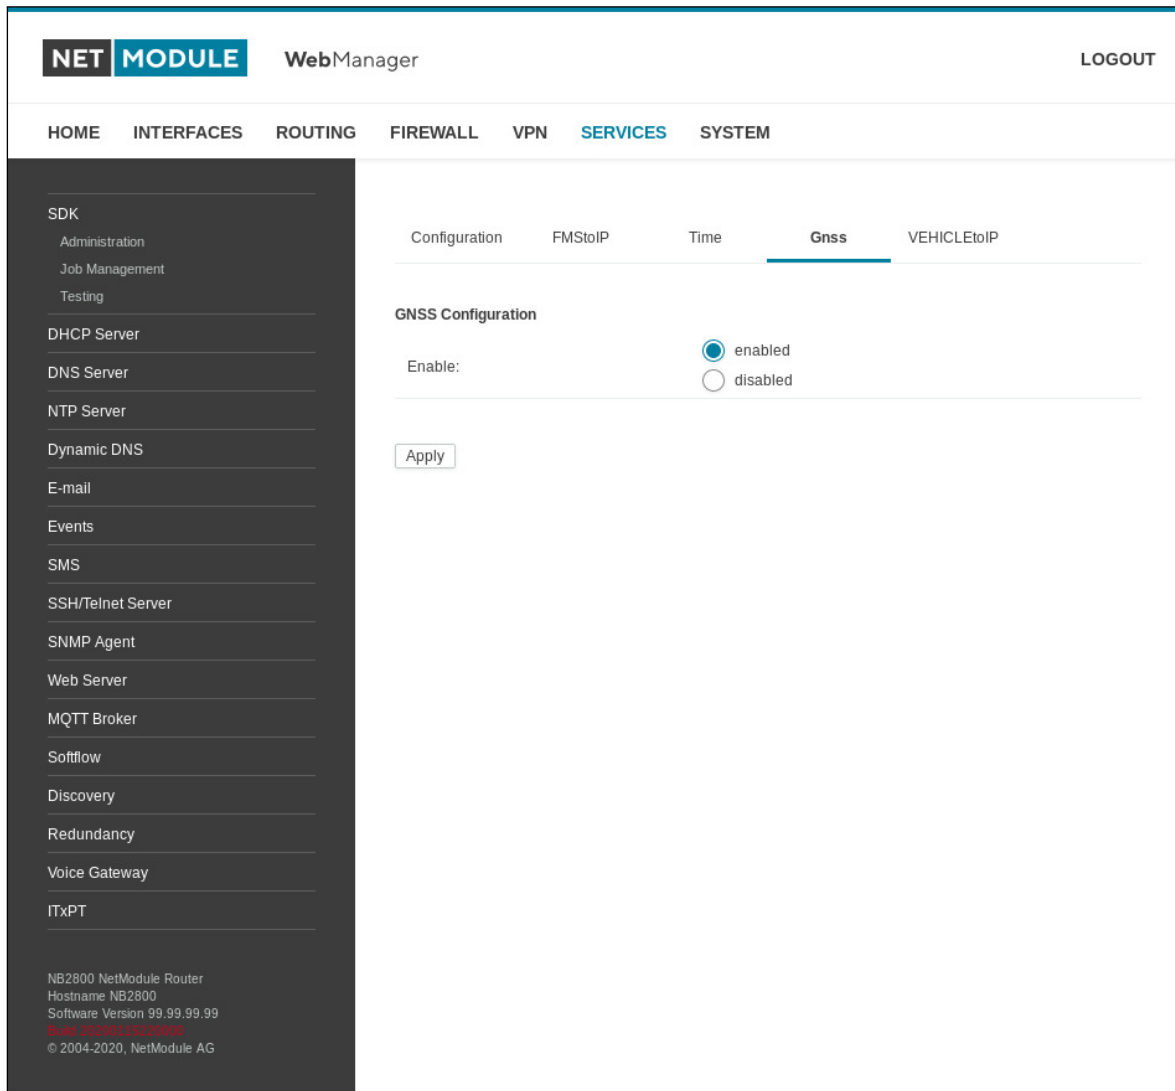 NET MODULE WebManager LOGOUT
HOME INTERFACES ROUTING FIREWALL VPN SERVICES SYSTEM
SDK
Administration
Job Management
Testing
DHCP Server
DNS Server
NTP Server
Dynamic DNS
E-mail
Events
SMS
SSH/Telnet Server
SNMP Agent
Web Server
MQTT Broker
Softflow
Discovery
Redundancy
Voice Gateway
ITxPT
NB2800 NetModule Router
Hostname NB2800
Software Version 99.99.99.99
Build
© 2004-2020, NetModule AG
Configuration FMStoIP Time Gnss VEHICLEtoIP
GNSS Configuration
Enable:
enabled
disabled
Apply